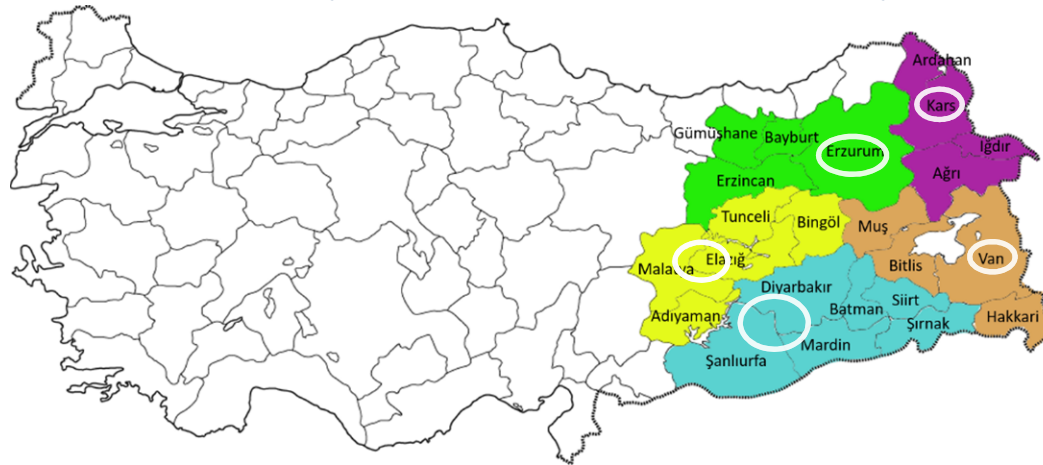 Ardahan
Kars
Gümüşhane
Bayburt
Erzurum
Iğdır
Ağrı
Erzincan
Tunceli
Bingöl
Muş
Malatya
Elazığ
Bitlis
Van
Diyarbakır
Adıyaman
Batman
Siirt
Şırnak
Hakkari
Mardin
Şanlıurfa